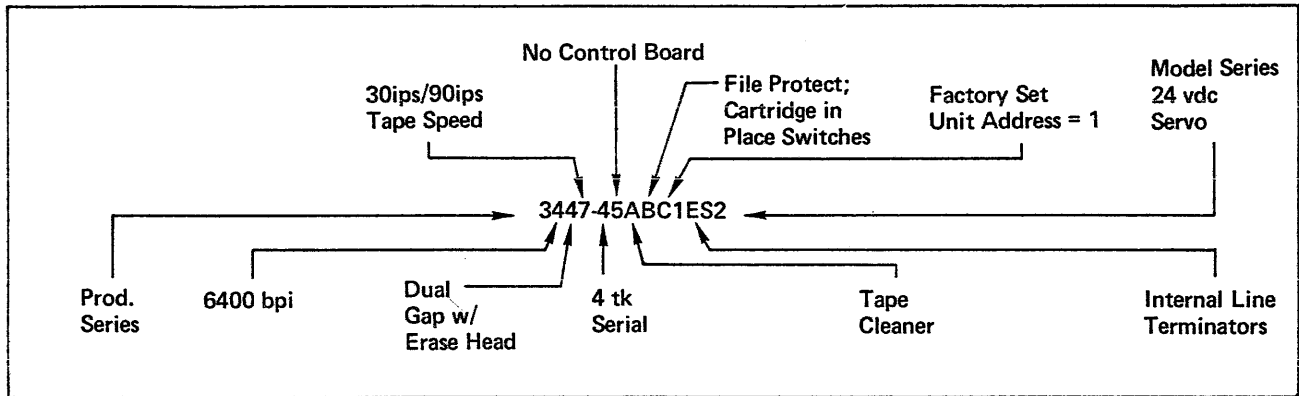 No Control Board
30ips/90ips
Tape Speed
File Protect;
Cartridge in
Place Switches
Factory Set
Unit Address = 1
Model Series
24 vdc
Servo
3447-45ABC1ES2
Prod.
Series
6400 bpi
Dual
Gap w/
Erase Head
4 tk
Serial
Tape
Cleaner
Internal Line
Terminators